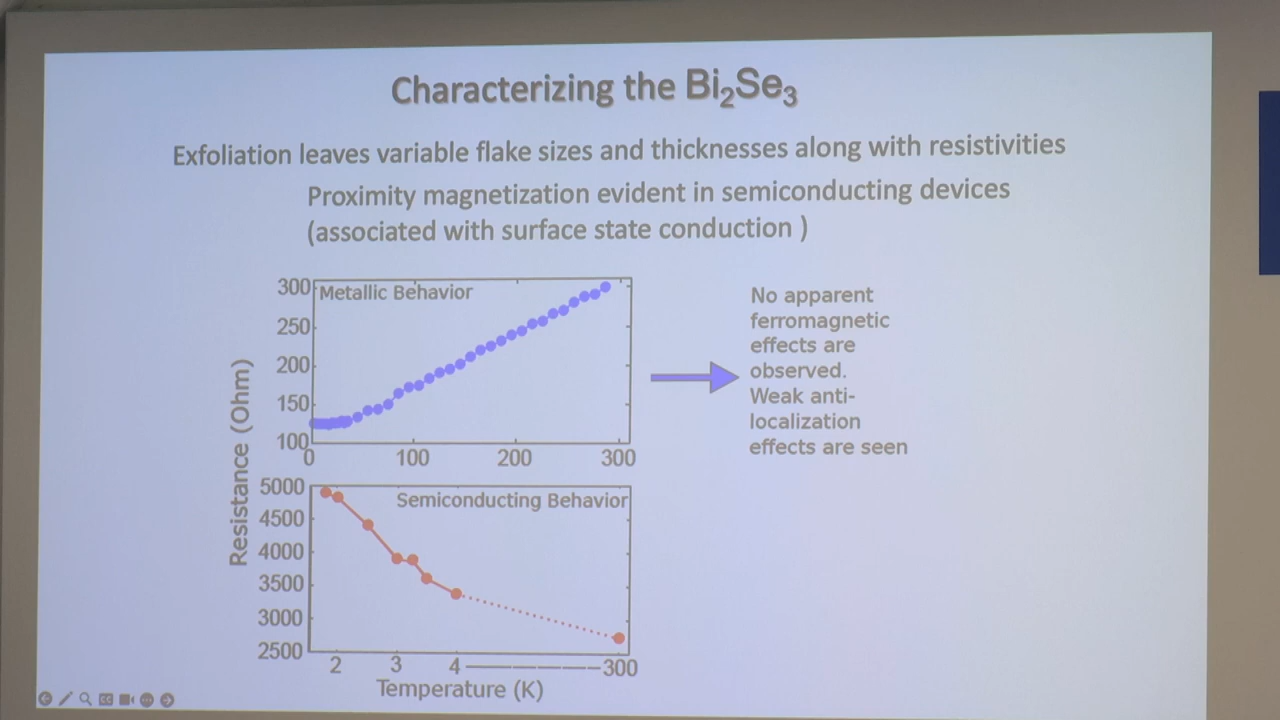 Characterizing the Bi₂Se₃
Exfoliation leaves variable flake sizes and thicknesses along with resistivities
Proximity magnetization evident in semiconducting devices
(associated with surface state conduction )
300
Metallic Behavior
250
200
150
100
0 100 200 300
No apparent
ferromagnetic
effects are
observed.
Weak anti-
localization
effects are seen
Resistance (Ohm)
5000
Semiconducting Behavior
4500
4000
3500
3000
2500
2 3 4 300
Temperature (K)